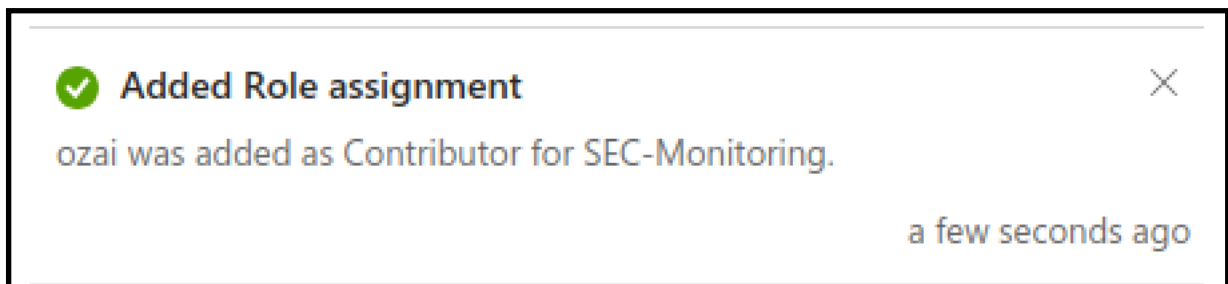 Added Role assignment
ozai was added as Contributor for SEC-Monitoring.
a few seconds ago